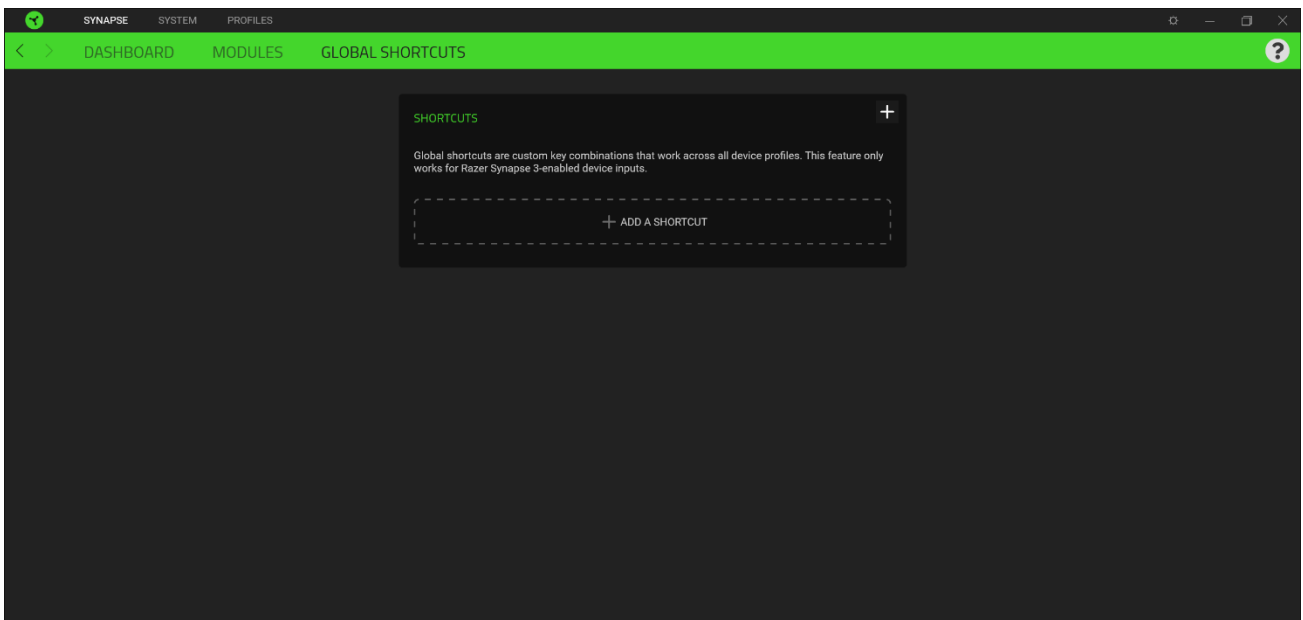 SYNAPSE SYSTEM PROFILES
DASHBOARD MODULES GLOBAL SHORTCUTS ?
SHORTCUTS
Global shortcuts are custom key combinations that work across all device profiles. This feature only
works for Razer Synapse 3-enabled device inputs.
ADD A SHORTCUT